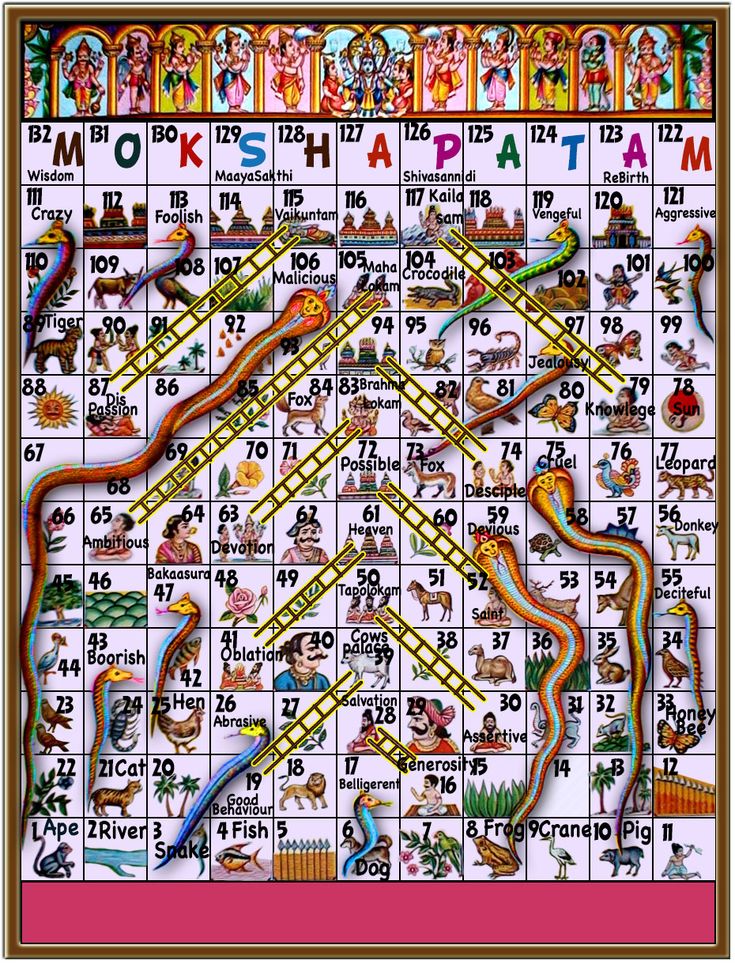 132 M 131 O 130 K 129 S 128 H 127 A 126 P 125 A 124 T 123 A 122 M
Wisdom MaayaSakthi Shivasannidi ReBirth
111 112 113 114 115 116 117 Kaila 118 119 120 121
Crazy Foolish Vaikuntam sam Vengeful Aggressive
110 109 108 107 106 105 104 103 102 101 100
Malicious Maha Lokam Crocodile
89 Tiger 90 91 92 93 94 95 96 97 98 99
Jealousyl
88 87 86 85 84 83 82 81 80 79 78
Dis Passion Fox Brahma Lokam Knowlege Sun
67 68 69 70 71 72 73 74 75 76 77
Possible Fox Desciple Cruel Leopard
66 65 64 63 62 61 60 59 58 57 56
Ambitious Devotion Heaven Devious Donkey
45 46 Bakaasura 47 48 49 50 51 52 53 54 55
Tapolokam Saint Deciteful
44 43 42 41 40 39 38 37 36 35 34
Boorish Oblation Cows palace
23 24 25 Hen 26 27 28 29 30 31 32 33
Abrasive Salvation Assertive Honey Bee
22 21 Cat 20 19 18 17 16 15 14 13 12
Good Behaviour Belligerent Generosity
1 Ape 2 River 3 4 Fish 5 6 7 8 Frog 9 Crane 10 Pig 11
Snake Dog